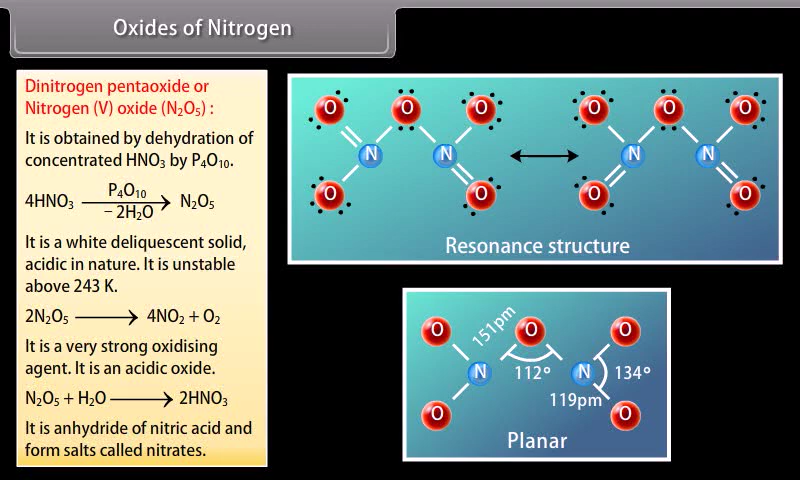 Oxides of Nitrogen
Dinitrogen pentaoxide or
Nitrogen (V) oxide (N₂O₅) :
It is obtained by dehydration of
concentrated HNO₃ by P₄O₁₀.
P₄O₁₀
4HNO₃ ⟶ N₂O₅
− 2H₂O
It is a white deliquescent solid,
acidic in nature. It is unstable
above 243 K.
2N₂O₅ ⟶ 4NO₂ + O₂
It is a very strong oxidising
agent. It is an acidic oxide.
N₂O₅ + H₂O ⟶ 2HNO₃
It is anhydride of nitric acid and
form salts called nitrates.
O O O O O O
N N N N
O O O O
Resonance structure
O 151pm O O
N 112° N 134°
119pm
O O
Planar